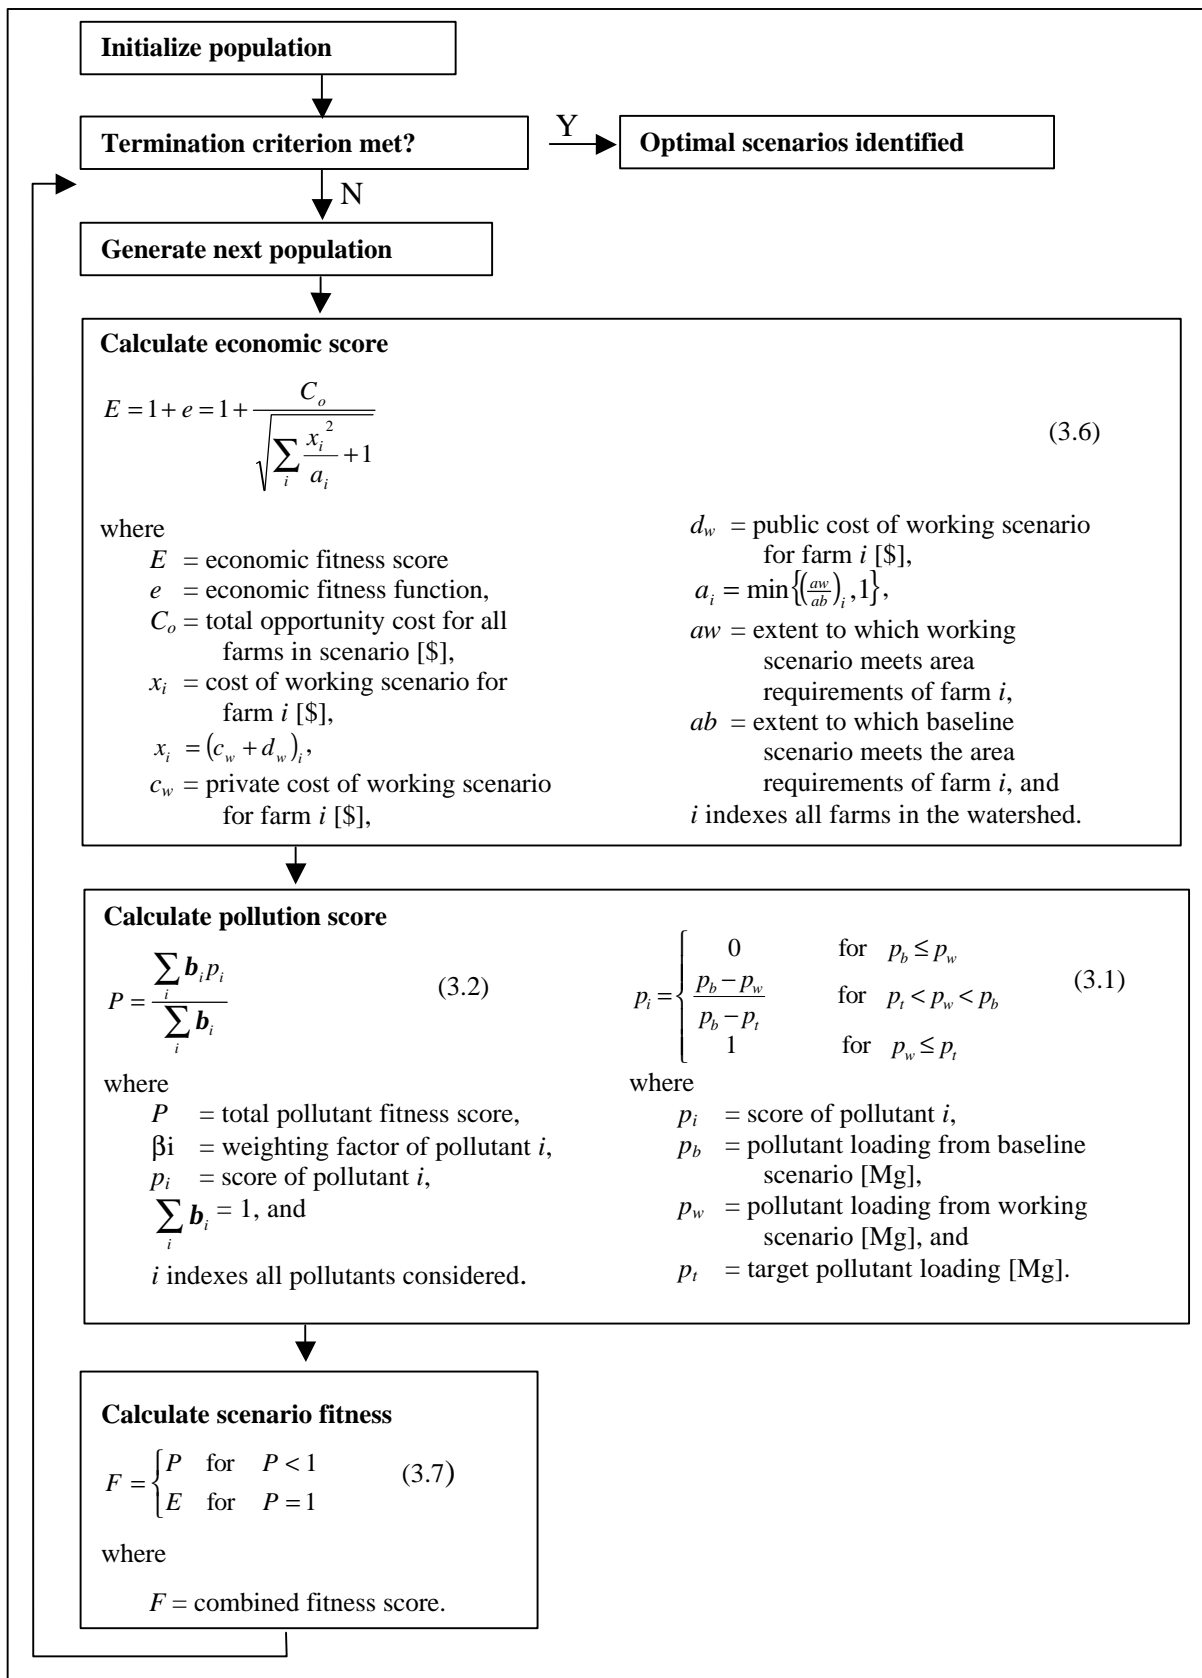 Initialize population
Termination criterion met?
Y
Optimal scenarios identified
N
Generate next population
Calculate economic score
E = 1 + e = 1 + C_o / √(∑_i x_i² / a_i + 1)
(3.6)
where
E = economic fitness score
e = economic fitness function,
C_o = total opportunity cost for all
farms in scenario [$],
x_i = cost of working scenario for
farm i [$],
x_i = (c_w + d_w)_i,
c_w = private cost of working scenario
for farm i [$],
d_w = public cost of working scenario
for farm i [$],
a_i = min{(aw/ab)_i, 1},
aw = extent to which working
scenario meets area
requirements of farm i,
ab = extent to which baseline
scenario meets the area
requirements of farm i, and
i indexes all farms in the watershed.
Calculate pollution score
P = ∑_i b_i p_i / ∑_i b_i
(3.2)
where
P = total pollutant fitness score,
βi = weighting factor of pollutant i,
p_i = score of pollutant i,
∑_i b_i = 1, and
i indexes all pollutants considered.
p_i = { 0 for p_b ≤ p_w
(p_b − p_w) / (p_b − p_t) for p_t < p_w < p_b
1 for p_w ≤ p_t
(3.1)
where
p_i = score of pollutant i,
p_b = pollutant loading from baseline
scenario [Mg],
p_w = pollutant loading from working
scenario [Mg], and
p_t = target pollutant loading [Mg].
Calculate scenario fitness
F = { P for P < 1
E for P = 1
(3.7)
where
F = combined fitness score.